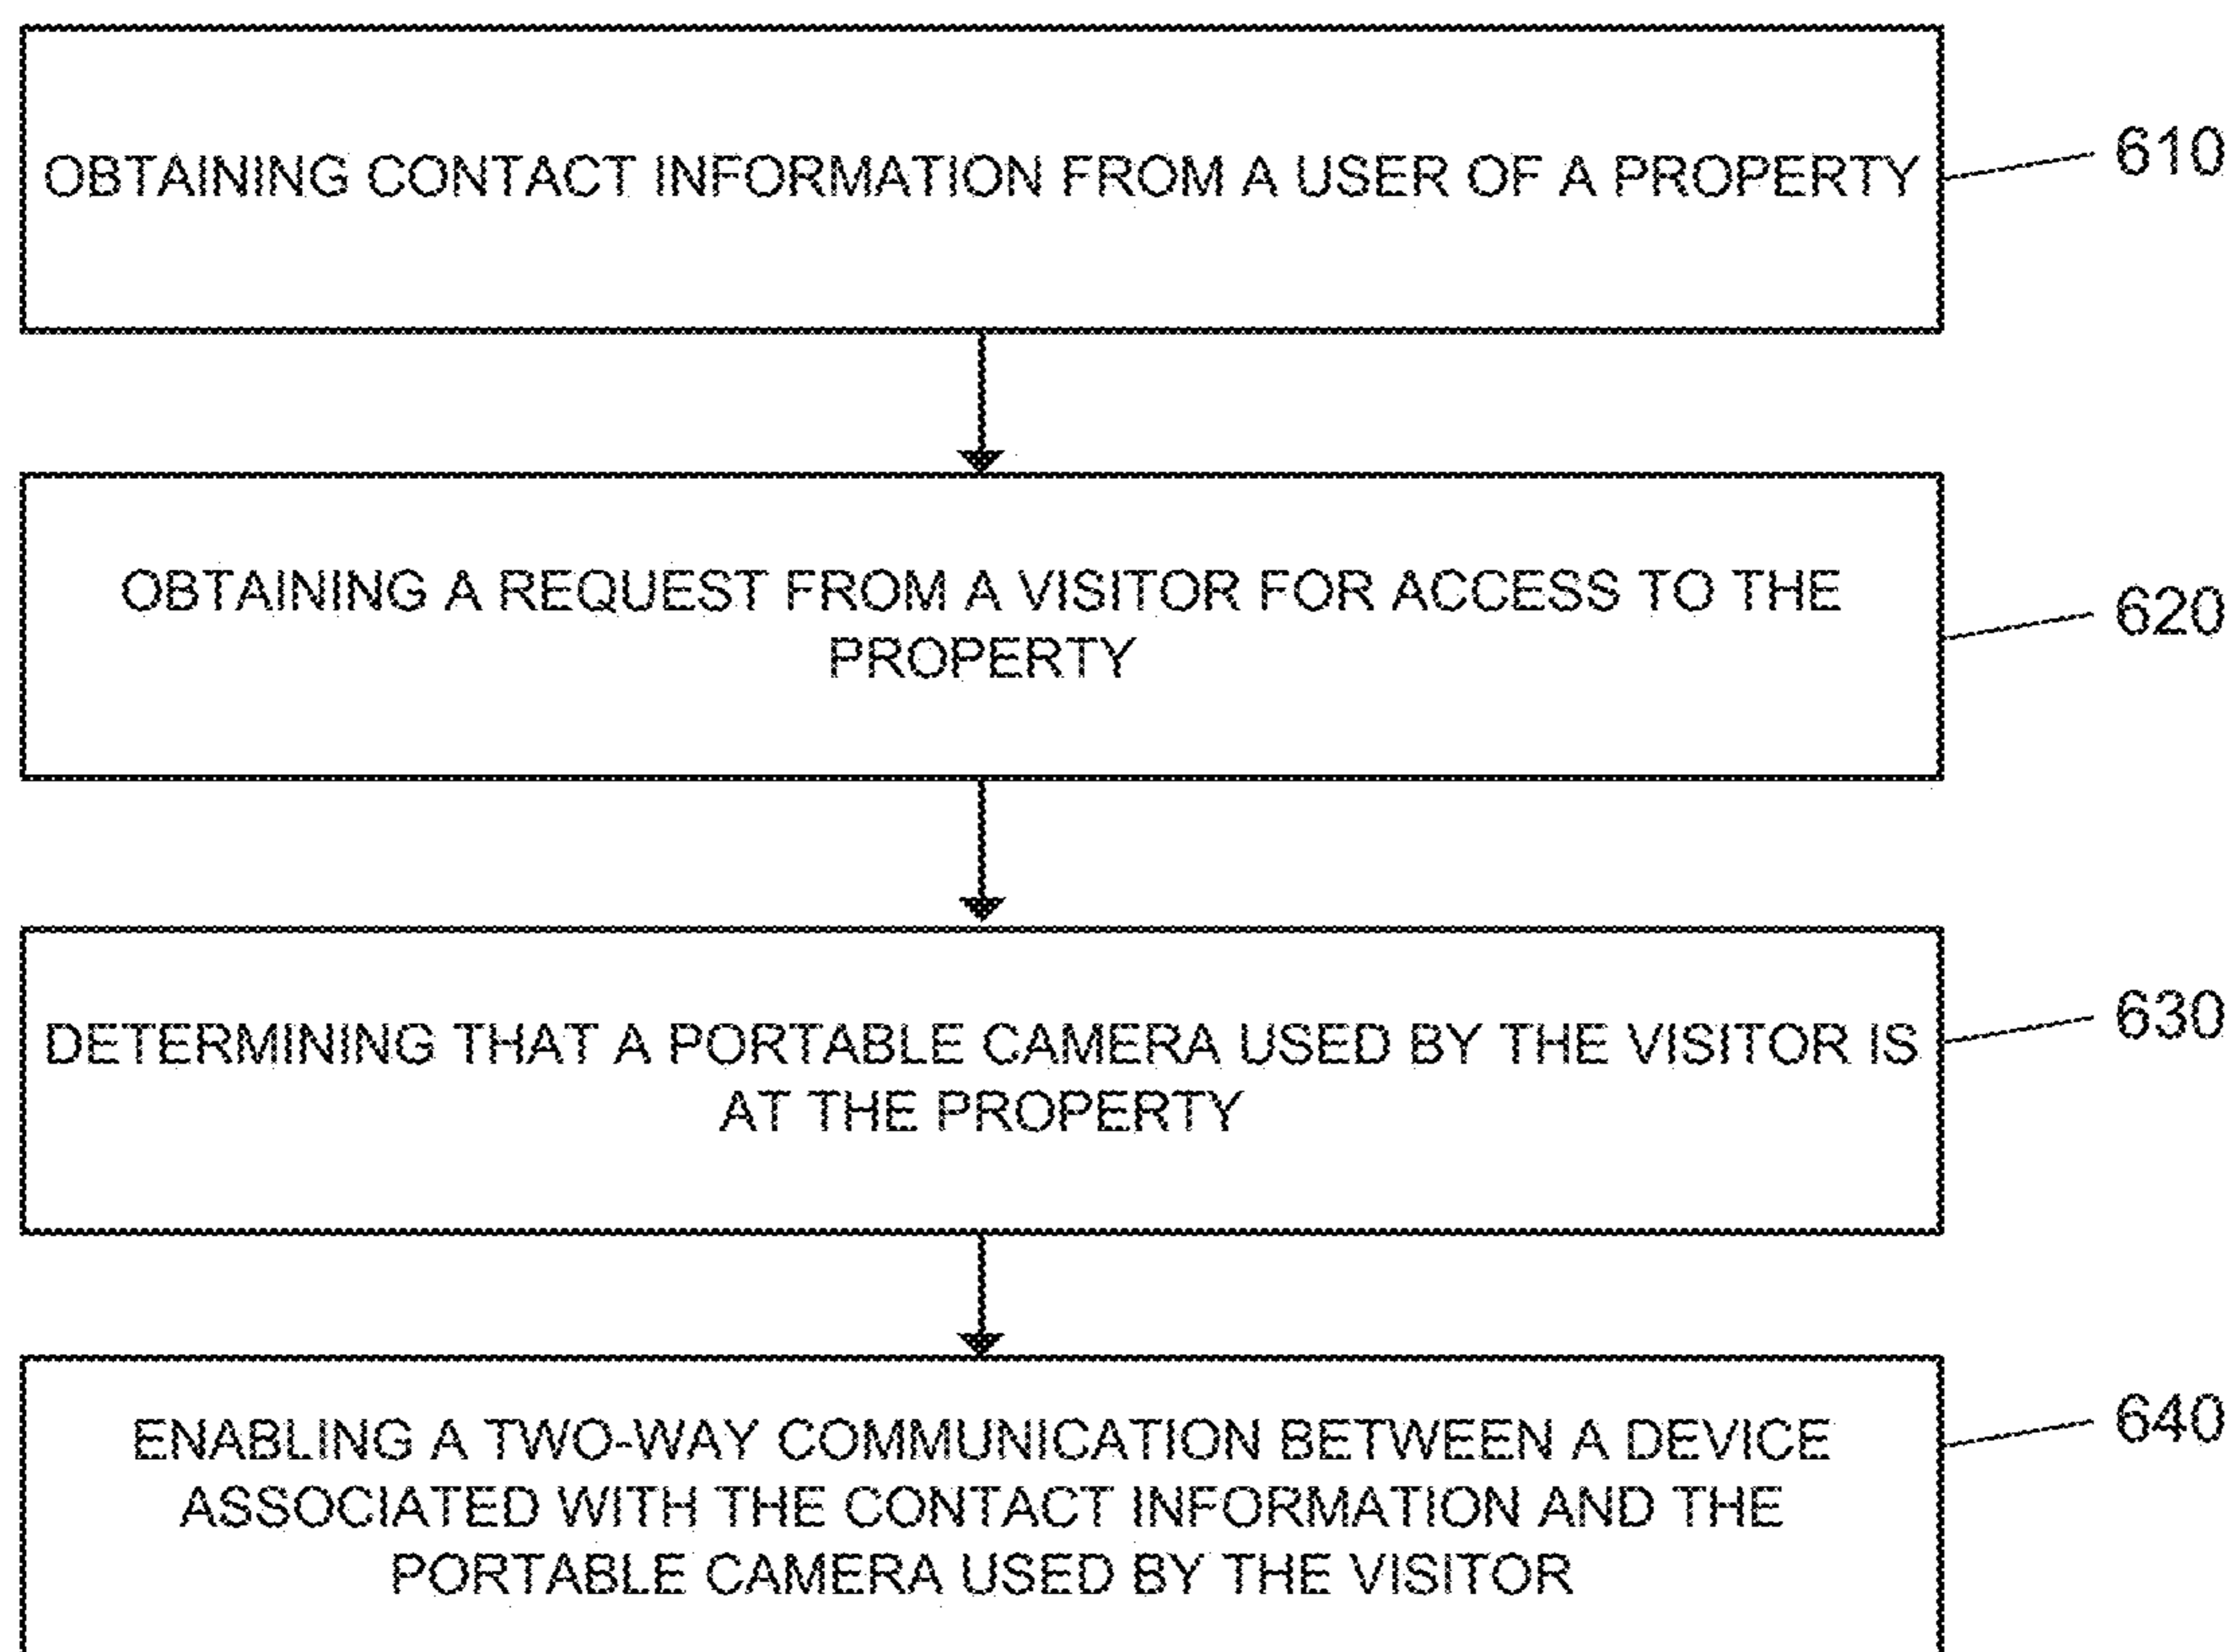 OBTAINING CONTACT INFORMATION FROM A USER OF A PROPERTY
610
OBTAINING A REQUEST FROM A VISITOR FOR ACCESS TO THE
PROPERTY
620
DETERMINING THAT A PORTABLE CAMERA USED BY THE VISITOR IS
AT THE PROPERTY
630
ENABLING A TWO-WAY COMMUNICATION BETWEEN A DEVICE
ASSOCIATED WITH THE CONTACT INFORMATION AND THE
PORTABLE CAMERA USED BY THE VISITOR
640